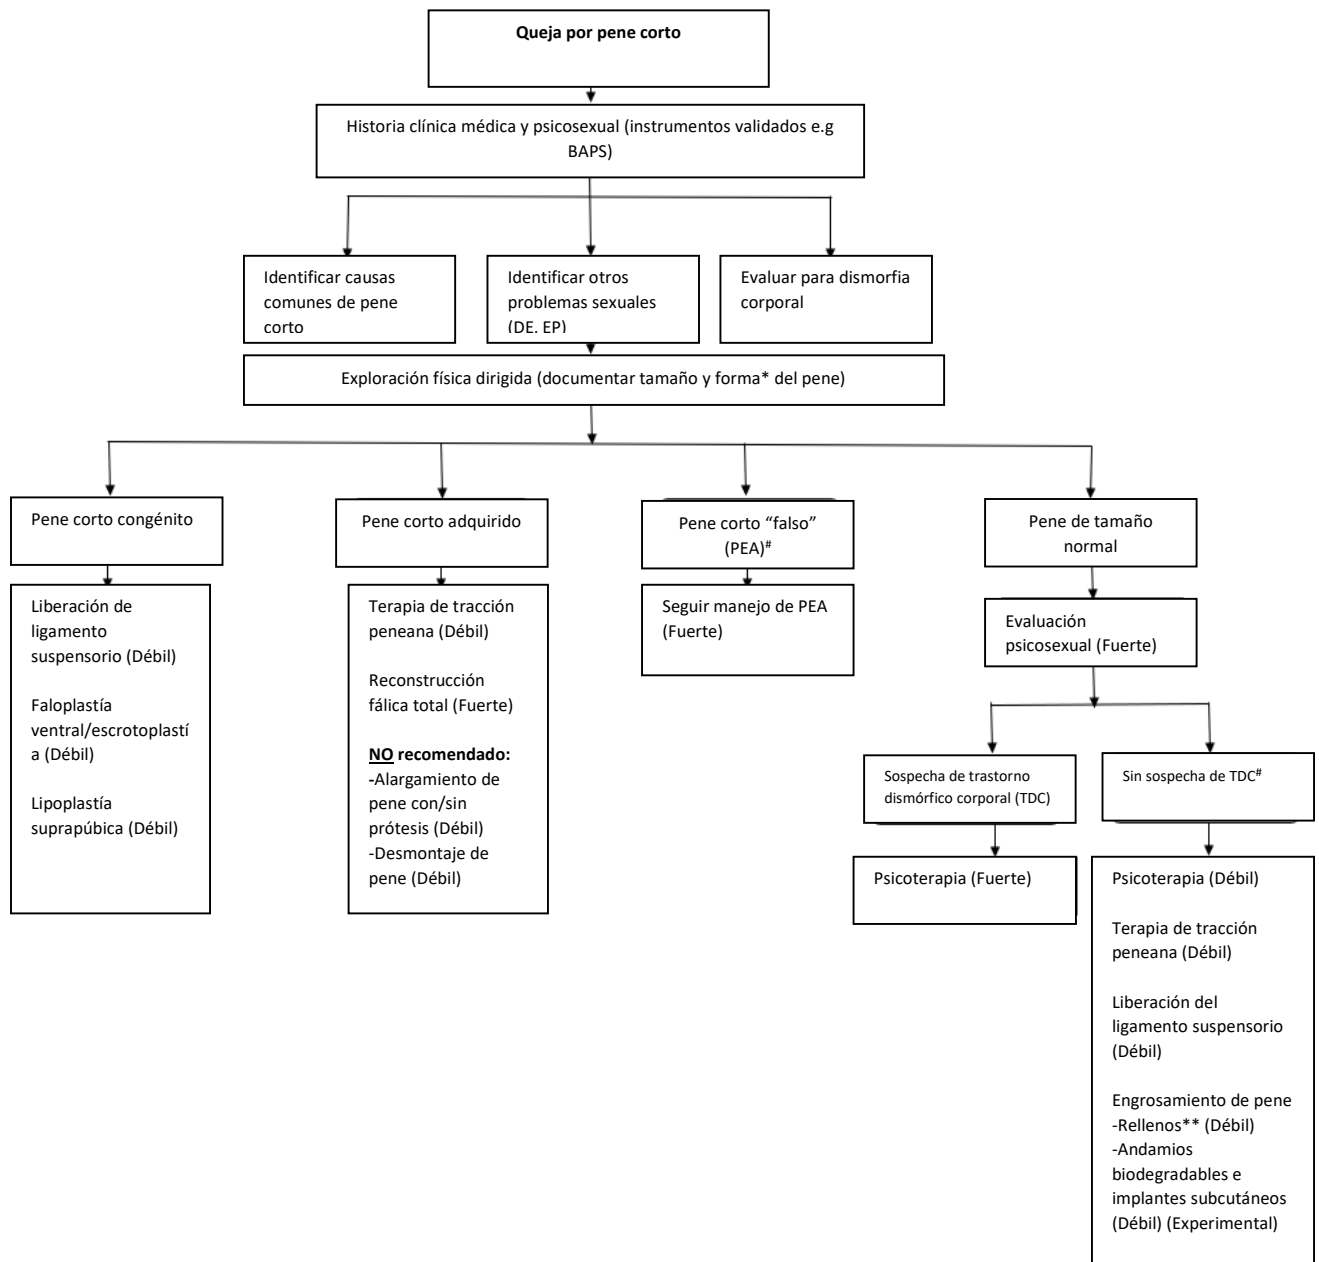 Queja por pene corto
Historia clínica médica y psicosexual (instrumentos validados e.g
BAPS)
Identificar causas
comunes de pene
corto
Identificar otros
problemas sexuales
(DE. EP)
Evaluar para dismorfia
corporal
Exploración física dirigida (documentar tamaño y forma* del pene)
Pene corto congénito
Pene corto adquirido
Pene corto “falso”
(PEA)#
Pene de tamaño
normal
Liberación de
ligamento
suspensorio (Débil)
Faloplastía
ventral/escrotoplastí
a (Débil)
Lipoplastía
suprapúbica (Débil)
Terapia de tracción
peneana (Débil)
Reconstrucción
fálica total (Fuerte)
NO recomendado:
-Alargamiento de
pene con/sin
prótesis (Débil)
-Desmontaje de
pene (Débil)
Seguir manejo de PEA
(Fuerte)
Evaluación
psicosexual (Fuerte)
Sospecha de trastorno
dismórfico corporal (TDC)
Sin sospecha de TDC#
Psicoterapia (Fuerte)
Psicoterapia (Débil)
Terapia de tracción
peneana (Débil)
Liberación del
ligamento suspensorio
(Débil)
Engrosamiento de pene
-Rellenos** (Débil)
-Andamios
biodegradables e
implantes subcutáneos
(Débil) (Experimental)